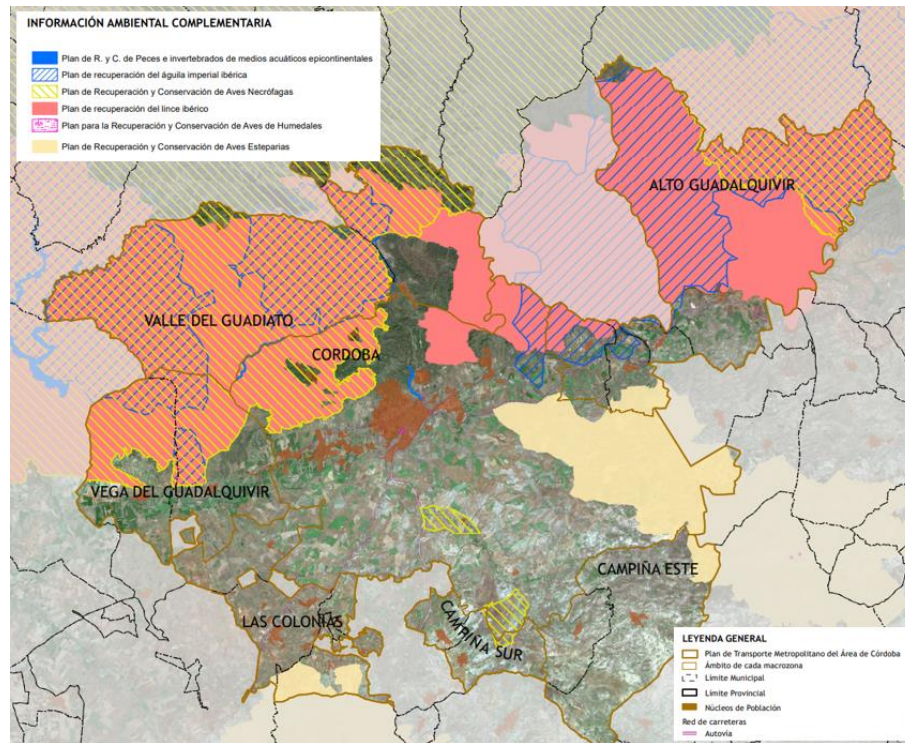 INFORMACIÓN AMBIENTAL COMPLEMENTARIA
Plan de R. y C. de Peces e invertebrados de medios acuáticos epicontinentales
Plan de recuperación del águila imperial ibérica
Plan de Recuperación y Conservación de Aves Necrófagas
Plan de recuperación del lince ibérico
Plan para la Recuperación y Conservación de Aves de Humedales
Plan de Recuperación y Conservación de Aves Esteparias
ALTO GUADALQUIVIR
VALLE DEL GUADIATO
CORDOBA
VEGA DEL GUADALQUIVIR
CAMPIÑA ESTE
LAS COLONIAS
CAMPIÑA SUR
LEYENDA GENERAL
Plan de Transporte Metropolitano del Área de Córdoba
Ámbito de cada macrozona
Límite Municipal
Límite Provincial
Núcleos de Población
Red de carreteras
Autovía